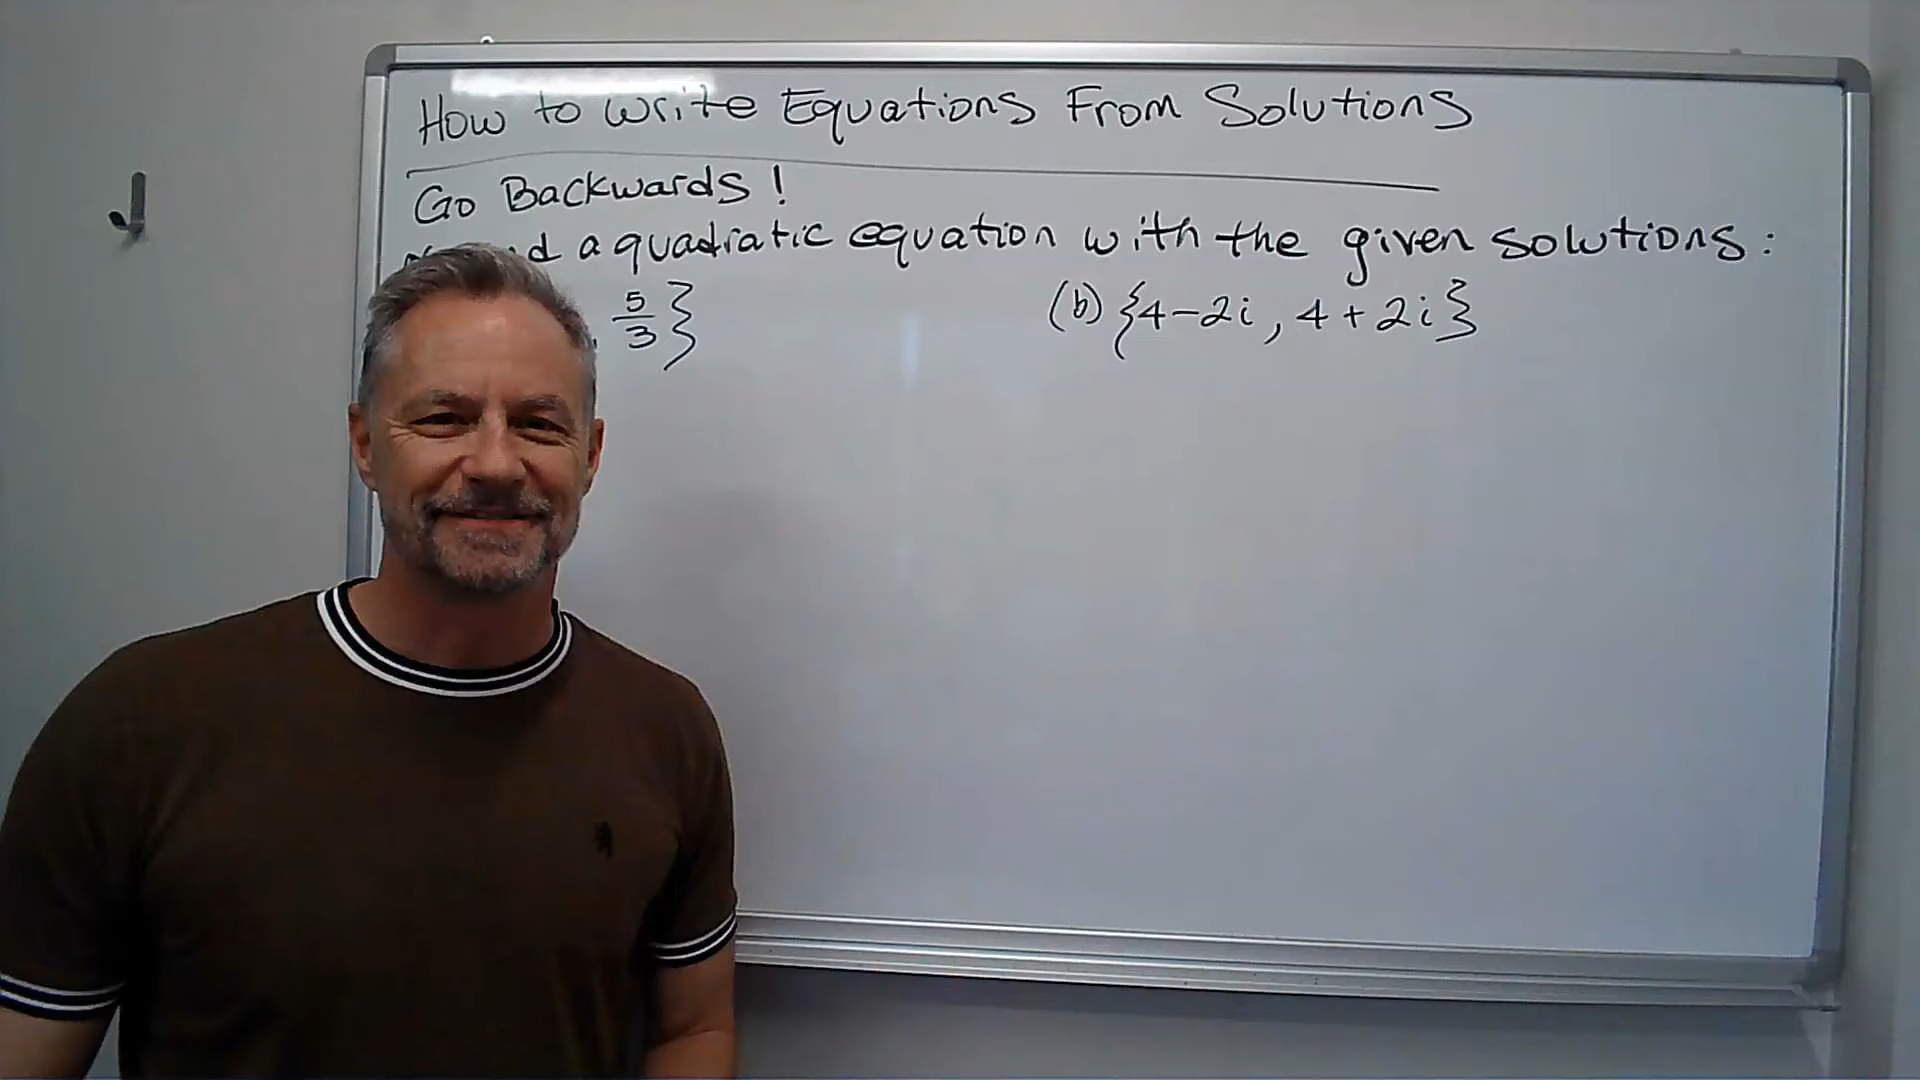 How to Write Equations From Solutions
Go Backwards!
a quadratic equation with the given solutions:
5/3}
(b) {4-2i, 4+2i}